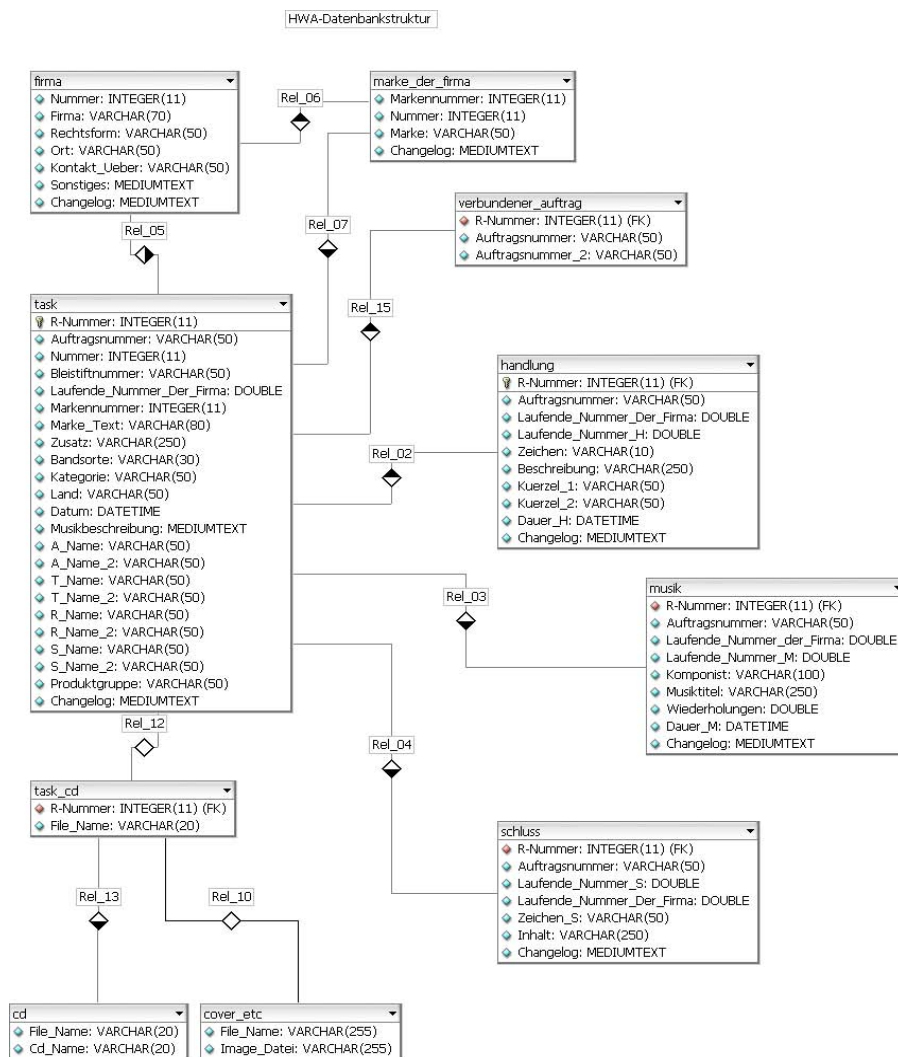 HWA-Datenbankstruktur
firma
Nummer: INTEGER(11)
Firma: VARCHAR(70)
Rechtsform: VARCHAR(50)
Ort: VARCHAR(50)
Kontakt_Ueber: VARCHAR(50)
Sonstiges: MEDIUMTEXT
Changelog: MEDIUMTEXT
Rel_06
marke_der_firma
Markennummer: INTEGER(11)
Nummer: INTEGER(11)
Marke: VARCHAR(50)
Changelog: MEDIUMTEXT
Rel_05
Rel_07
verbundener_auftrag
R-Nummer: INTEGER(11) (FK)
Auftragsnummer: VARCHAR(50)
Auftragsnummer_2: VARCHAR(50)
Rel_15
task
R-Nummer: INTEGER(11)
Auftragsnummer: VARCHAR(50)
Nummer: INTEGER(11)
Bleistiftnummer: VARCHAR(50)
Laufende_Nummer_Der_Firma: DOUBLE
Markennummer: INTEGER(11)
Marke_Text: VARCHAR(80)
Zusatz: VARCHAR(250)
Bandsorte: VARCHAR(30)
Kategorie: VARCHAR(50)
Land: VARCHAR(50)
Datum: DATETIME
Musikbeschreibung: MEDIUMTEXT
A_Name: VARCHAR(50)
A_Name_2: VARCHAR(50)
T_Name: VARCHAR(50)
T_Name_2: VARCHAR(50)
R_Name: VARCHAR(50)
R_Name_2: VARCHAR(50)
S_Name: VARCHAR(50)
S_Name_2: VARCHAR(50)
Produktgruppe: VARCHAR(50)
Changelog: MEDIUMTEXT
Rel_02
handlung
R-Nummer: INTEGER(11) (FK)
Auftragsnummer: VARCHAR(50)
Laufende_Nummer_Der_Firma: DOUBLE
Laufende_Nummer_H: DOUBLE
Zeichen: VARCHAR(10)
Beschreibung: VARCHAR(250)
Kuerzel_1: VARCHAR(50)
Kuerzel_2: VARCHAR(50)
Dauer_H: DATETIME
Changelog: MEDIUMTEXT
Rel_03
musik
R-Nummer: INTEGER(11) (FK)
Auftragsnummer: VARCHAR(50)
Laufende_Nummer_der_Firma: DOUBLE
Laufende_Nummer_M: DOUBLE
Komponist: VARCHAR(100)
Musiktitel: VARCHAR(250)
Wiederholungen: DOUBLE
Dauer_M: DATETIME
Changelog: MEDIUMTEXT
Rel_12
Rel_04
task_cd
R-Nummer: INTEGER(11) (FK)
File_Name: VARCHAR(20)
schluss
R-Nummer: INTEGER(11) (FK)
Auftragsnummer: VARCHAR(50)
Laufende_Nummer_S: DOUBLE
Laufende_Nummer_Der_Firma: DOUBLE
Zeichen_S: VARCHAR(50)
Inhalt: VARCHAR(250)
Changelog: MEDIUMTEXT
Rel_13
Rel_10
cd
File_Name: VARCHAR(20)
Cd_Name: VARCHAR(20)
cover_etc
File_Name: VARCHAR(255)
Image_Datei: VARCHAR(255)